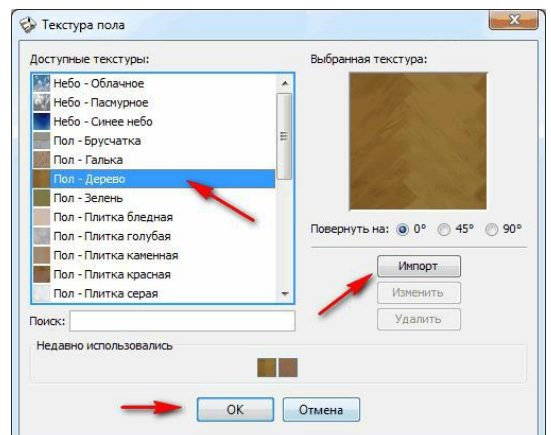 Текстура пола
Доступные текстуры:
Небо - Облачное
Небо - Пасмурное
Небо - Синее небо
Пол - Брусчатка
Пол - Галька
Пол - Дерево
Пол - Зелень
Пол - Плитка бледная
Пол - Плитка голубая
Пол - Плитка каменная
Пол - Плитка красная
Пол - Плитка серая
Поиск:
Выбранная текстура:
Повернуть на: 0° 45° 90°
Импорт
Изменить
Удалить
Недавно использовались
OK Отмена